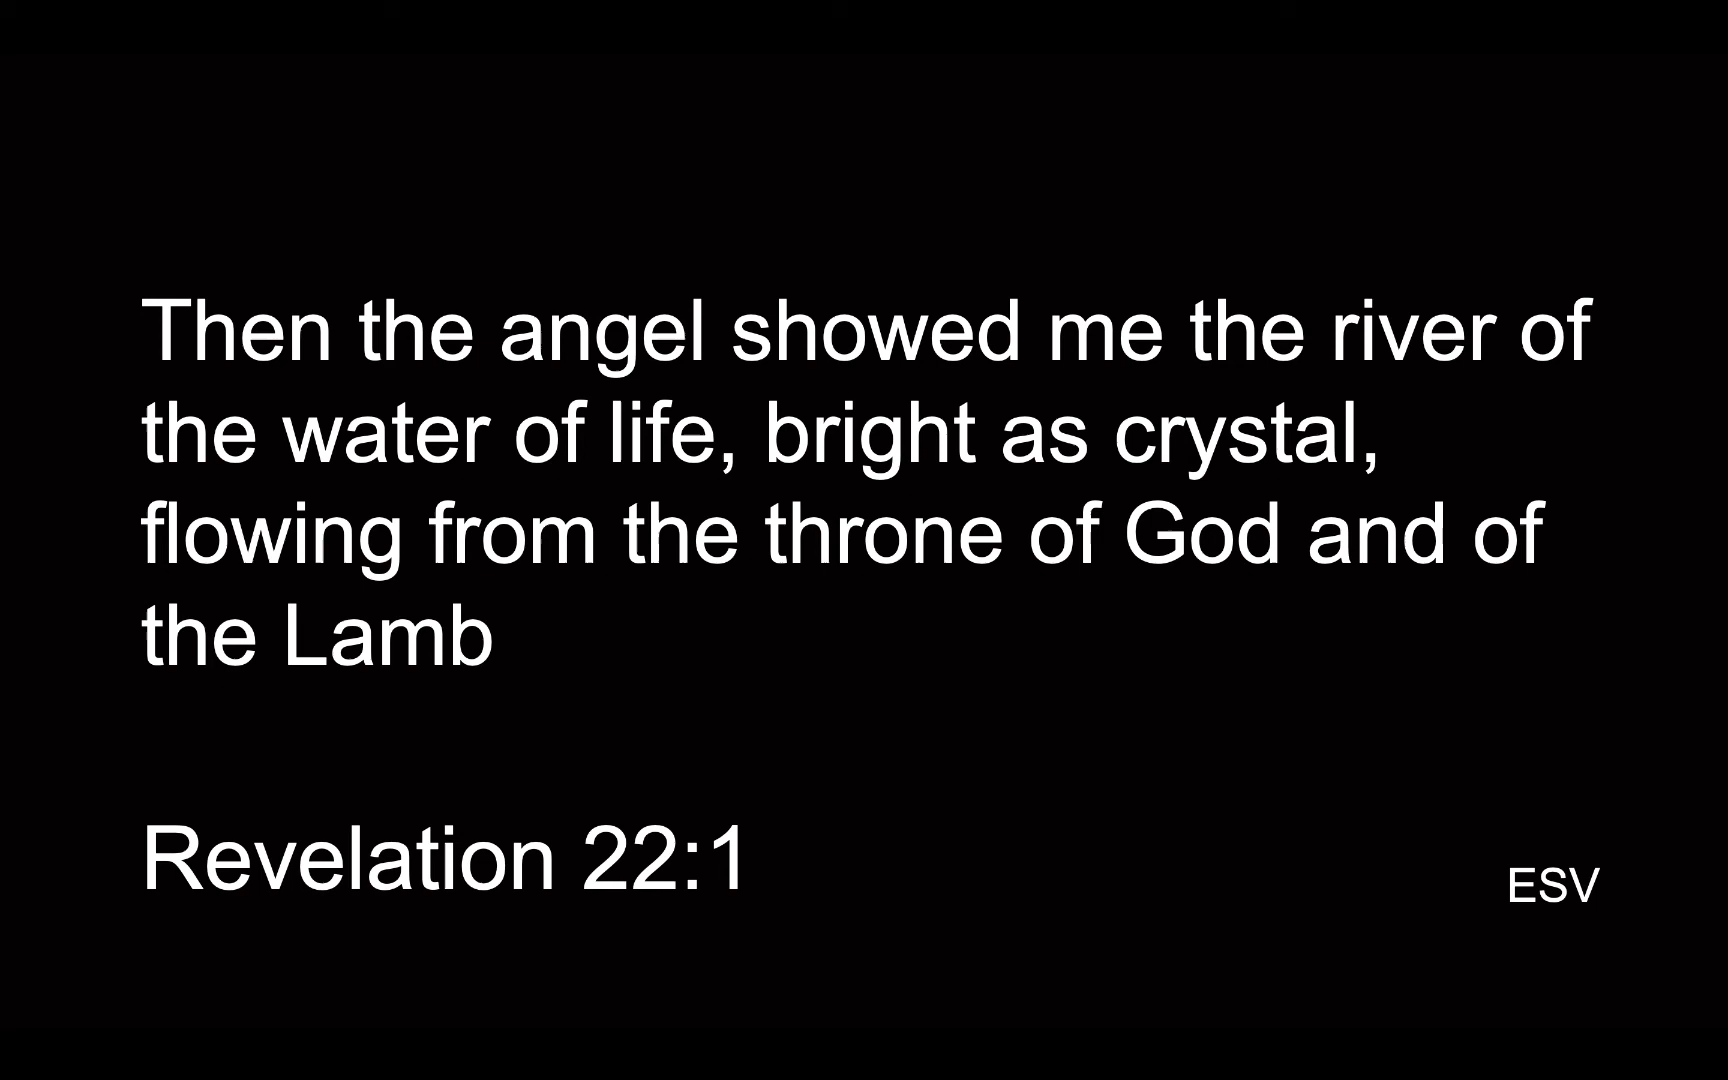 Then the angel showed me the river of
the water of life, bright as crystal,
flowing from the throne of God and of
the Lamb
Revelation 22:1
ESV